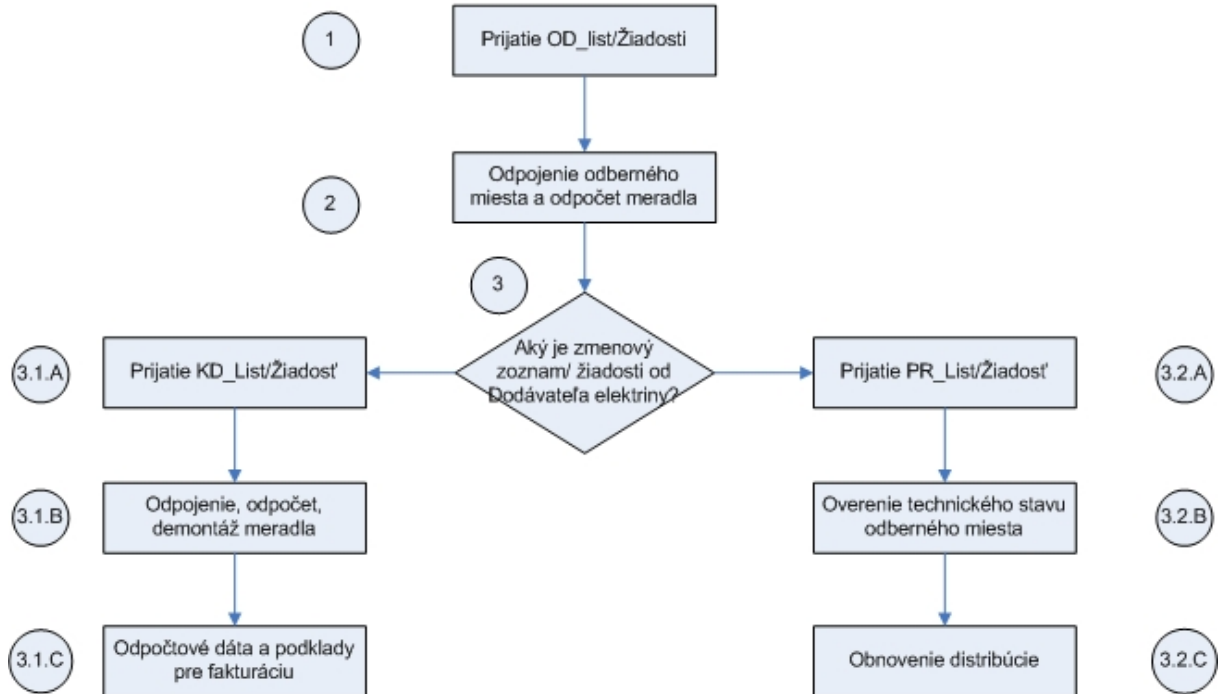 1
Prijatie OD_list/Žiadosti
2
Odpojenie odberného
miesta a odpočet meradla
3
Aký je zmenový
zoznam/ žiadosti od
Dodávateľa elektriny?
3.1.A
Prijatie KD_List/Žiadosť
Prijatie PR_List/Žiadosť
3.2.A
3.1.B
Odpojenie, odpočet,
demontáž meradla
Overenie technického stavu
odberného miesta
3.2.B
3.1.C
Odpočtové dáta a podklady
pre fakturáciu
Obnovenie distribúcie
3.2.C